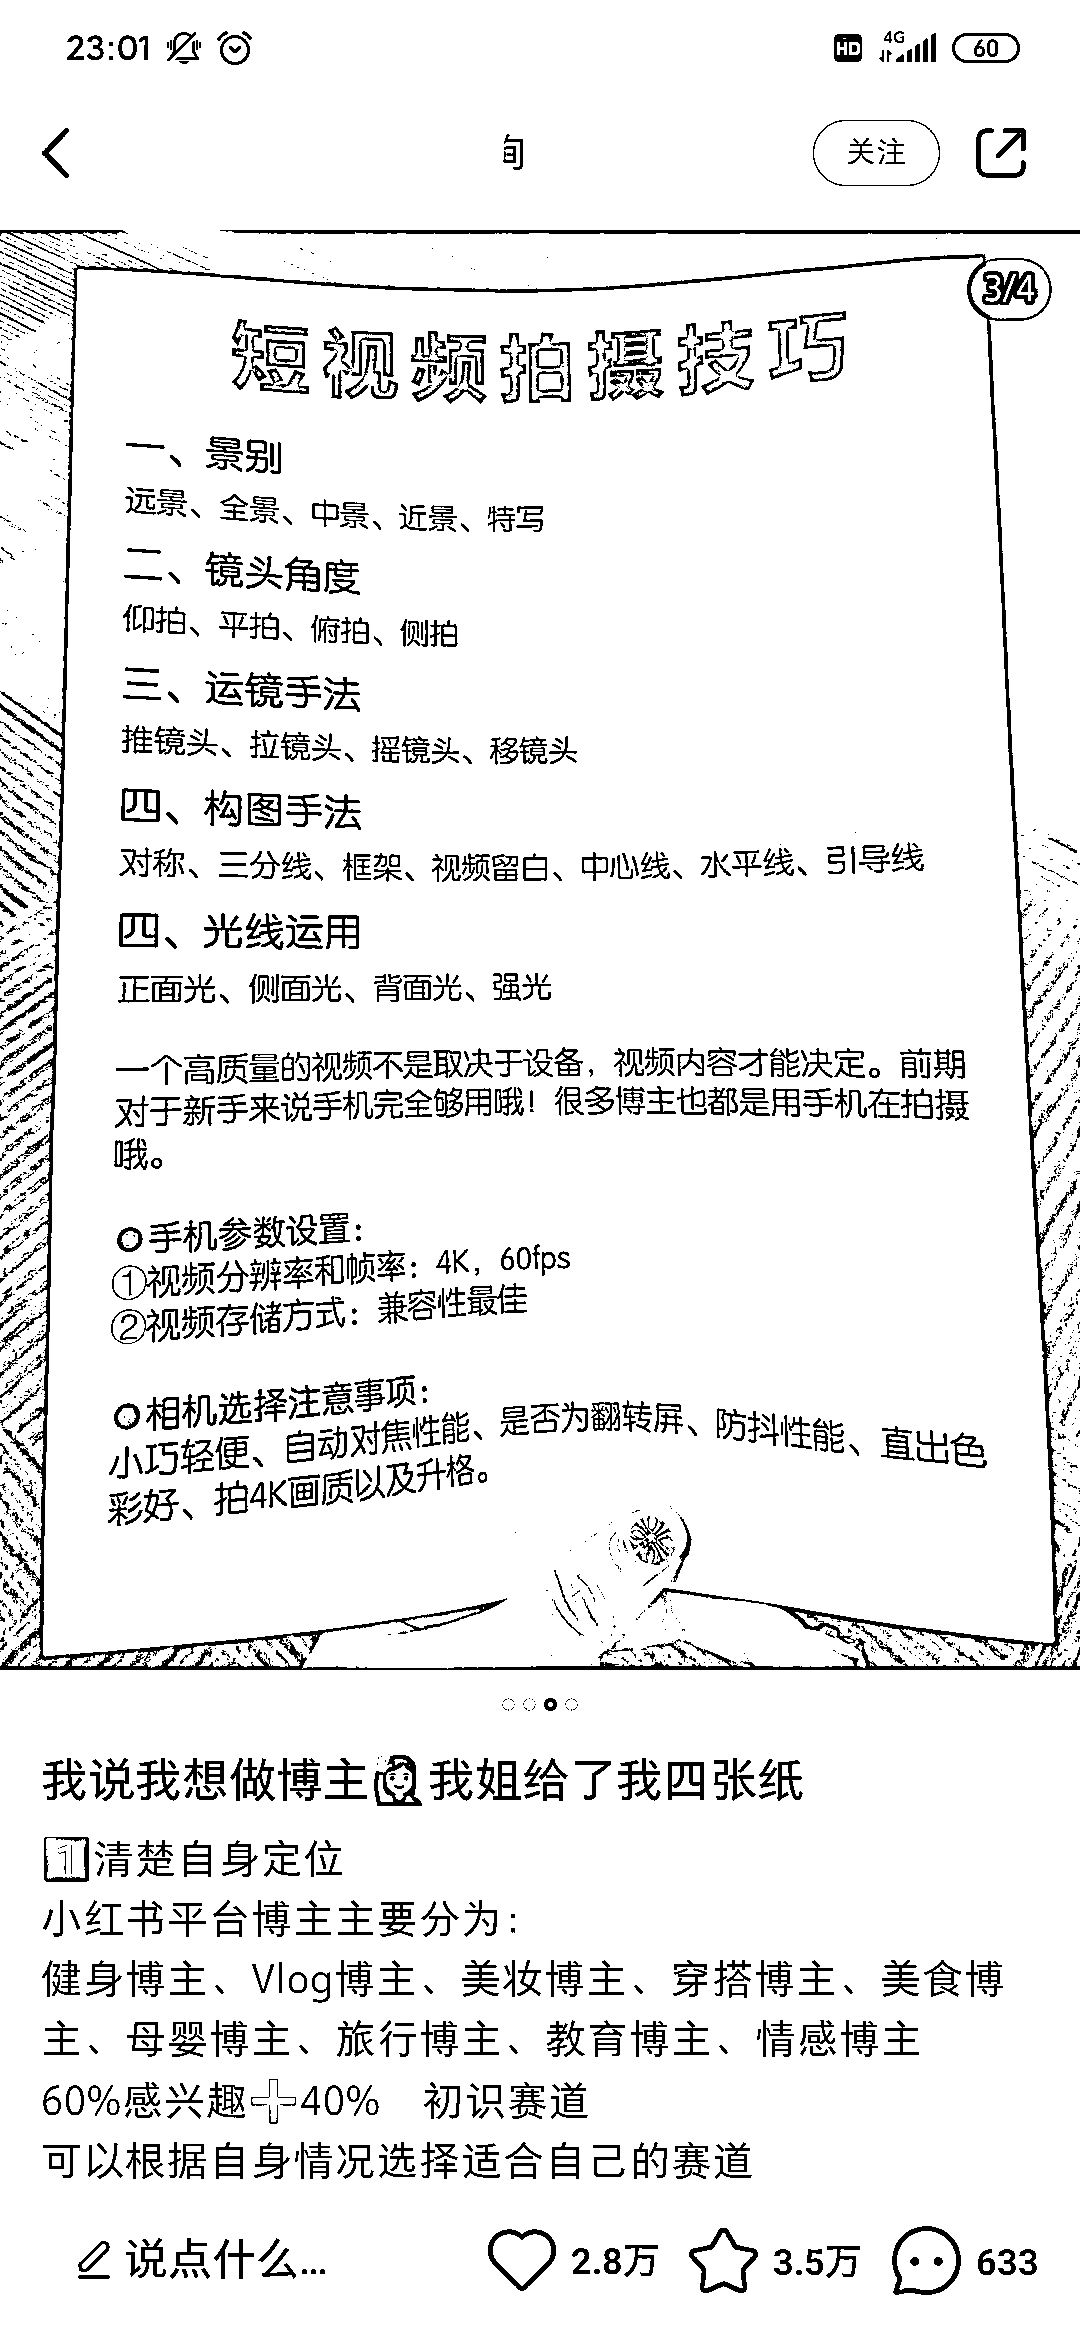 23:01
HD 4G 60
旬
关注
3/4
短视频拍摄技巧
一、景别
远景、全景、中景、近景、特写
二、镜头角度
仰拍、平拍、俯拍、侧拍
三、运镜手法
推镜头、拉镜头、摇镜头、移镜头
四、构图手法
对称、三分线、框架、视频留白、中心线、水平线、引导线
四、光线运用
正面光、侧面光、背面光、强光
一个高质量的视频不是取决于设备，视频内容才能决定。前期
对于新手来说手机完全够用哦！很多博主也都是用手机在拍摄
哦。
手机参数设置：
①视频分辨率和帧率：4K，60fps
②视频存储方式：兼容性最佳
相机选择注意事项：
小巧轻便、自动对焦性能、是否为翻转屏、防抖性能、直出色
彩好、拍4K画质以及升格。
我说我想做博主🙋‍♀️我姐给了我四张纸
1️⃣清楚自身定位
小红书平台博主主要分为：
健身博主、Vlog博主、美妆博主、穿搭博主、美食博
主、母婴博主、旅行博主、教育博主、情感博主
60%感兴趣➕40%　初识赛道
可以根据自身情况选择适合自己的赛道
说点什么...
2.8万
3.5万
633